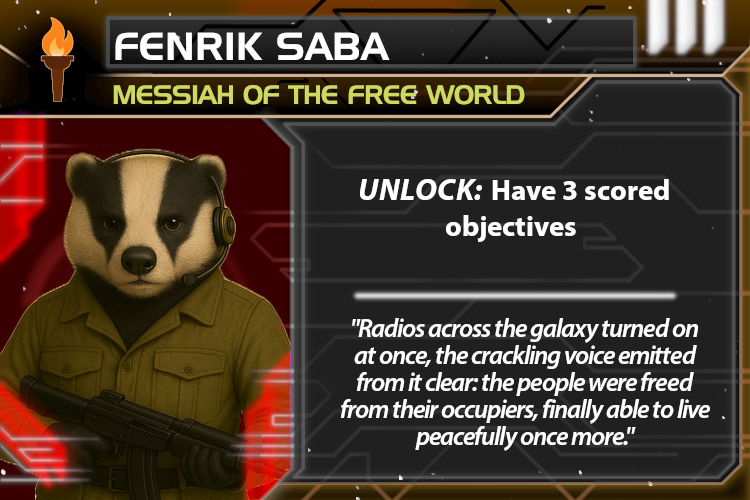 FENRIK SABA
MESSIAH OF THE FREE WORLD
UNLOCK: Have 3 scored
objectives
"Radios across the galaxy turned on
at once, the crackling voice emitted
from it clear: the people were freed
from their occupiers, finally able to live
peacefully once more."